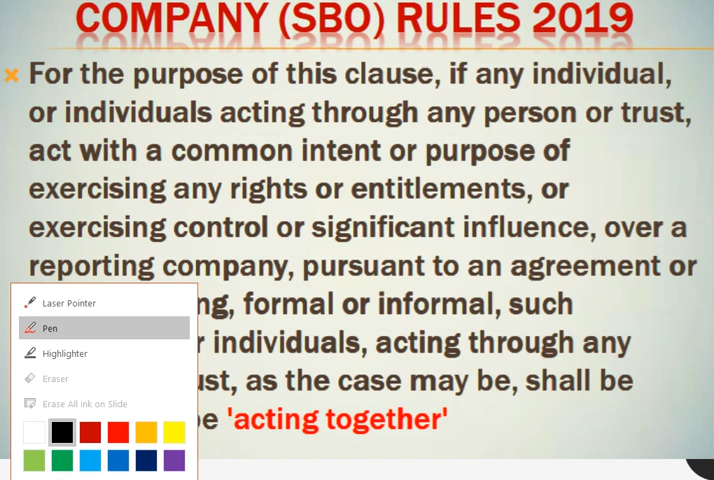 COMPANY (SBO) RULES 2019
For the purpose of this clause, if any individual,
or individuals acting through any person or trust,
act with a common intent or purpose of
exercising any rights or entitlements, or
exercising control or significant influence, over a
reporting company, pursuant to an agreement or
formal or informal, such
individuals, acting through any
as the case may be, shall be
be 'acting together'
Laser Pointer
Pen
Highlighter
Eraser
Erase All Ink on Slide